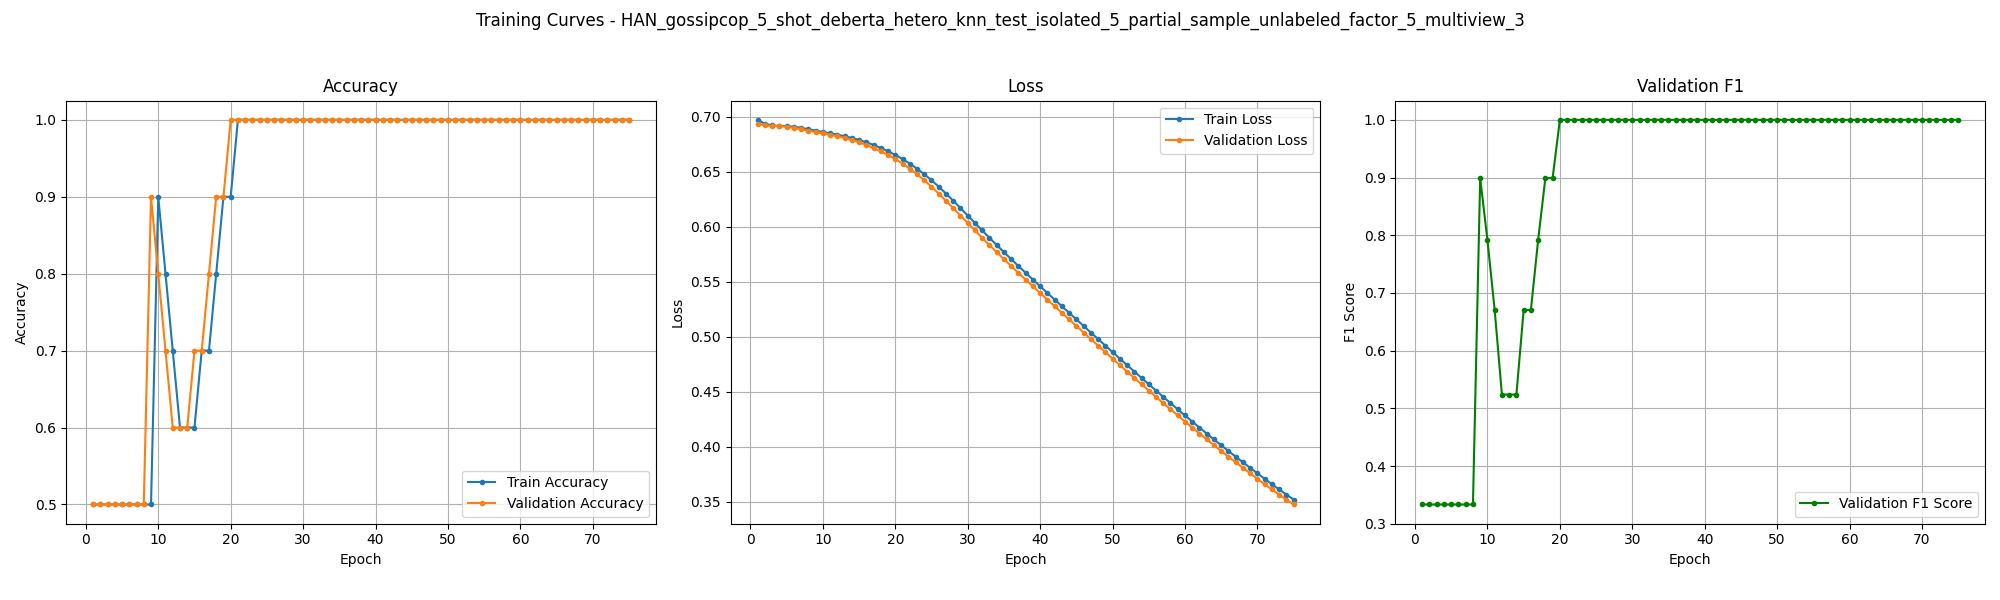 Training Curves - HAN_gossipcop_5_shot_deberta_hetero_knn_test_isolated_5_partial_sample_unlabeled_factor_5_multiview_3
Accuracy
Accuracy
1.0
0.9
0.8
0.7
0.6
0.5
0 10 20 30 40 50 60 70
Epoch
Train Accuracy
Validation Accuracy
Loss
Loss
0.70
0.65
0.60
0.55
0.50
0.45
0.40
0.35
0 10 20 30 40 50 60 70
Epoch
Train Loss
Validation Loss
Validation F1
F1 Score
1.0
0.9
0.8
0.7
0.6
0.5
0.4
0.3
0 10 20 30 40 50 60 70
Epoch
Validation F1 Score